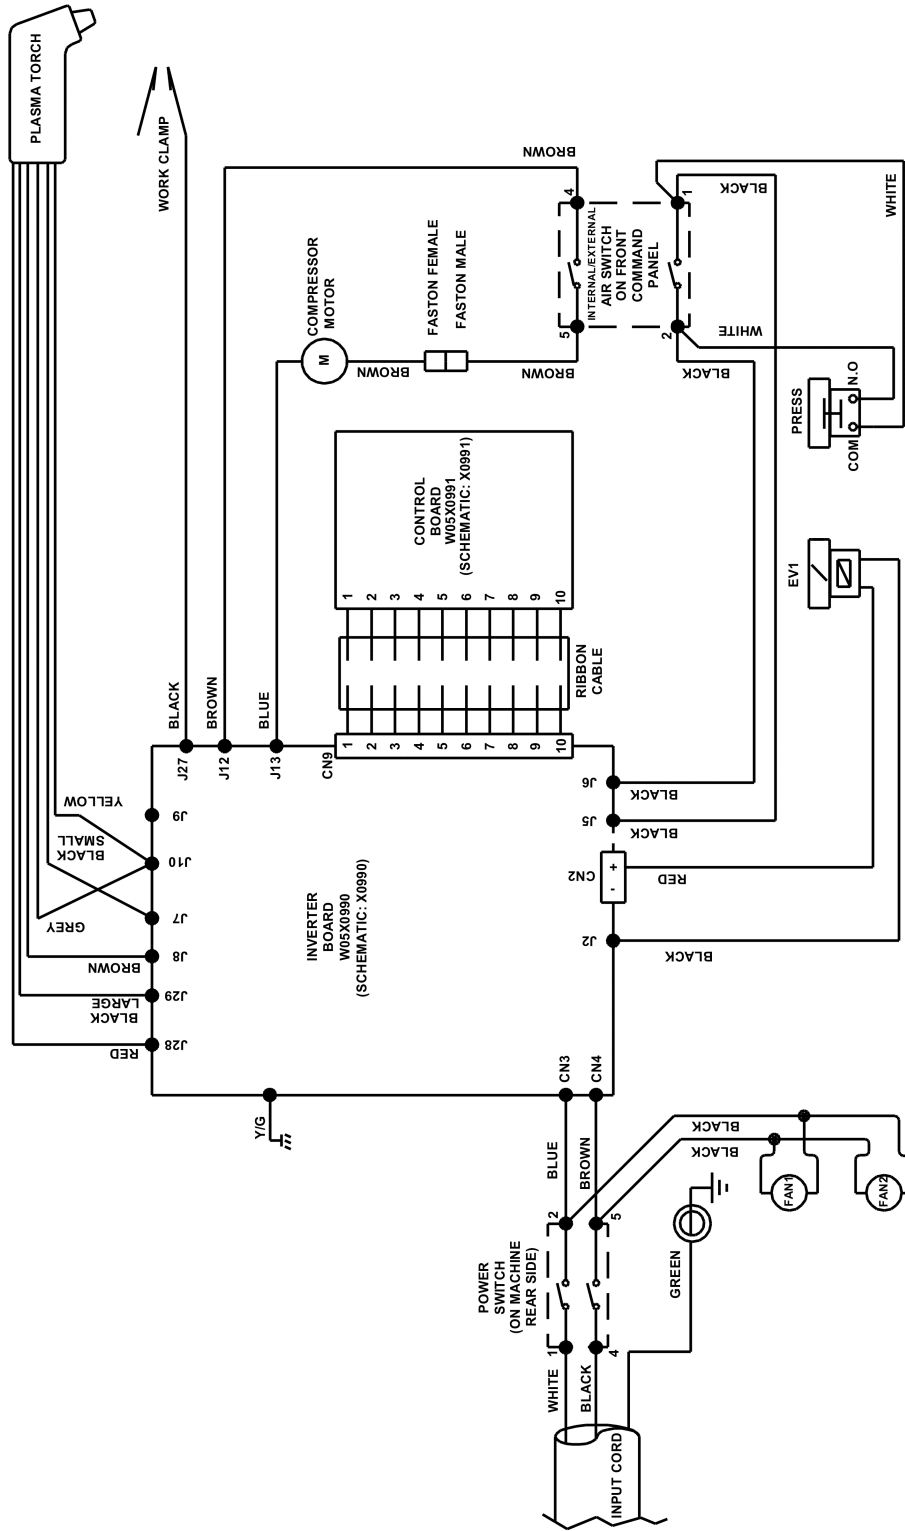 PLASMA TORCH
WORK CLAMP
BROWN
COMPRESSOR
MOTOR
M
BROWN
FASTON FEMALE
FASTON MALE
BROWN
4
5
INTERNAL/EXTERNAL
AIR SWITCH
ON FRONT
COMMAND
PANEL
1
2
BLACK
WHITE
WHITE
BLACK
PRESS
COM
N.O
EV1
CONTROL
BOARD
W05X0991
(SCHEMATIC: X0991)
1
2
3
4
5
6
7
8
9
10
RIBBON
CABLE
1
2
3
4
5
6
7
8
9
10
CN9
BLACK
BROWN
BLUE
J27
J12
J13
YELLOW
BLACK
SMALL
GREY
BROWN
BLACK
LARGE
RED
J9
J10
J7
J8
J29
J28
INVERTER
BOARD
W05X0990
(SCHEMATIC: X0990)
J6
J5
CN2
+
-
J2
BLACK
BLACK
RED
BLACK
Y/G
CN3
CN4
BLUE
BROWN
BLACK
BLACK
FAN1
FAN2
2
5
POWER
SWITCH
(ON MACHINE
REAR SIDE)
1
4
WHITE
BLACK
GREEN
INPUT CORD